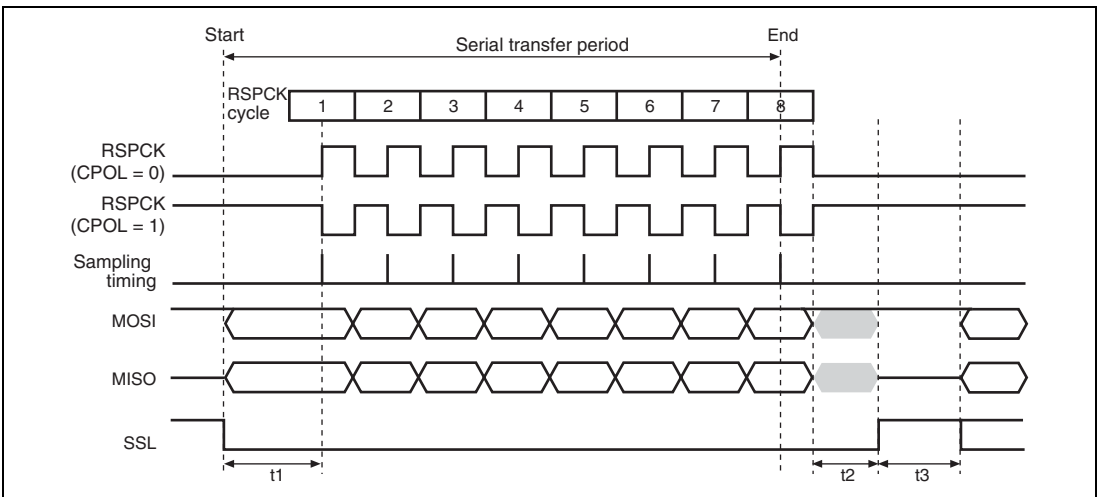 Start
End
Serial transfer period
RSPCK
cycle
1 2 3 4 5 6 7 8
RSPCK
(CPOL = 0)
RSPCK
(CPOL = 1)
Sampling
timing
MOSI
MISO
SSL
t1
t2
t3